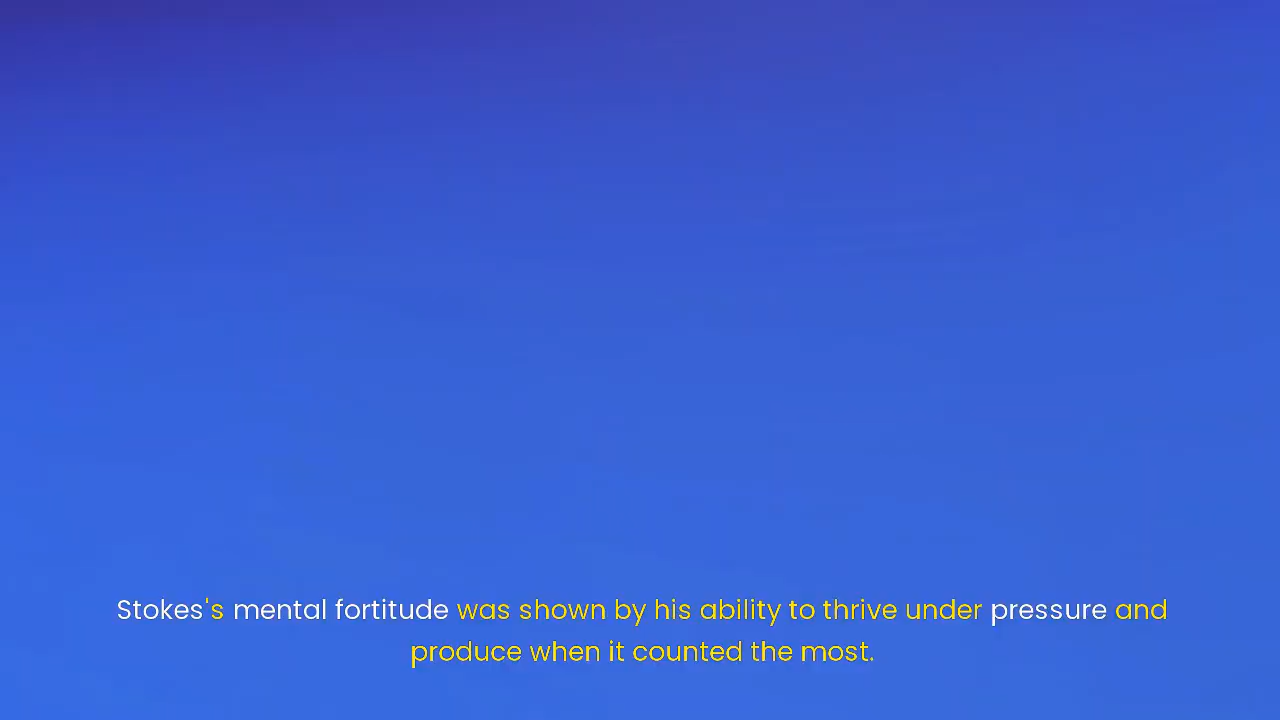 Stokes's mental fortitude was shown by his ability to thrive under pressure and
produce when it counted the most.